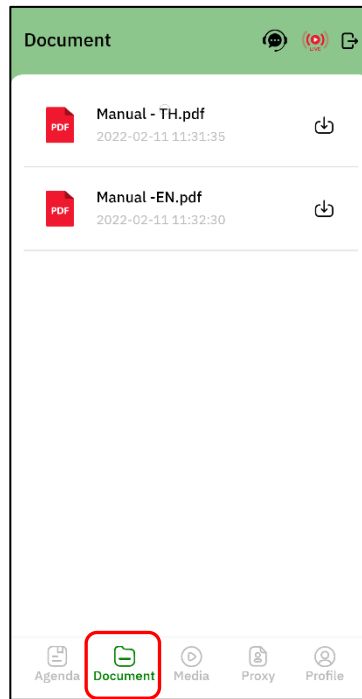 Document
LIVE
PDF
Manual - TH.pdf
2022-02-11 11:31:35
PDF
Manual -EN.pdf
2022-02-11 11:32:30
Agenda
Document
Media
Proxy
Profile